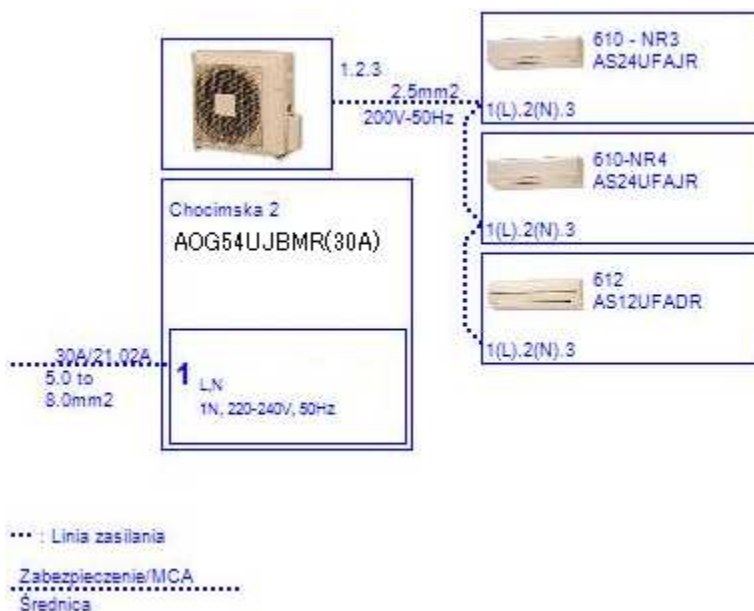 610 - NR3
AS24UFAJR
1.2.3
2.5mm2
1(L).2(N).3
200V-50Hz
610-NR4
AS24UFAJR
1(L).2(N).3
Chocimska 2
AOG54UJBMR(30A)
612
AS12UFADR
1(L).2(N).3
30A/21.02A
5.0 to
8.0mm2
1 L,N
1N, 220-240V, 50Hz
: Linia zasilania
Zabezpieczenie/MCA
Średnica